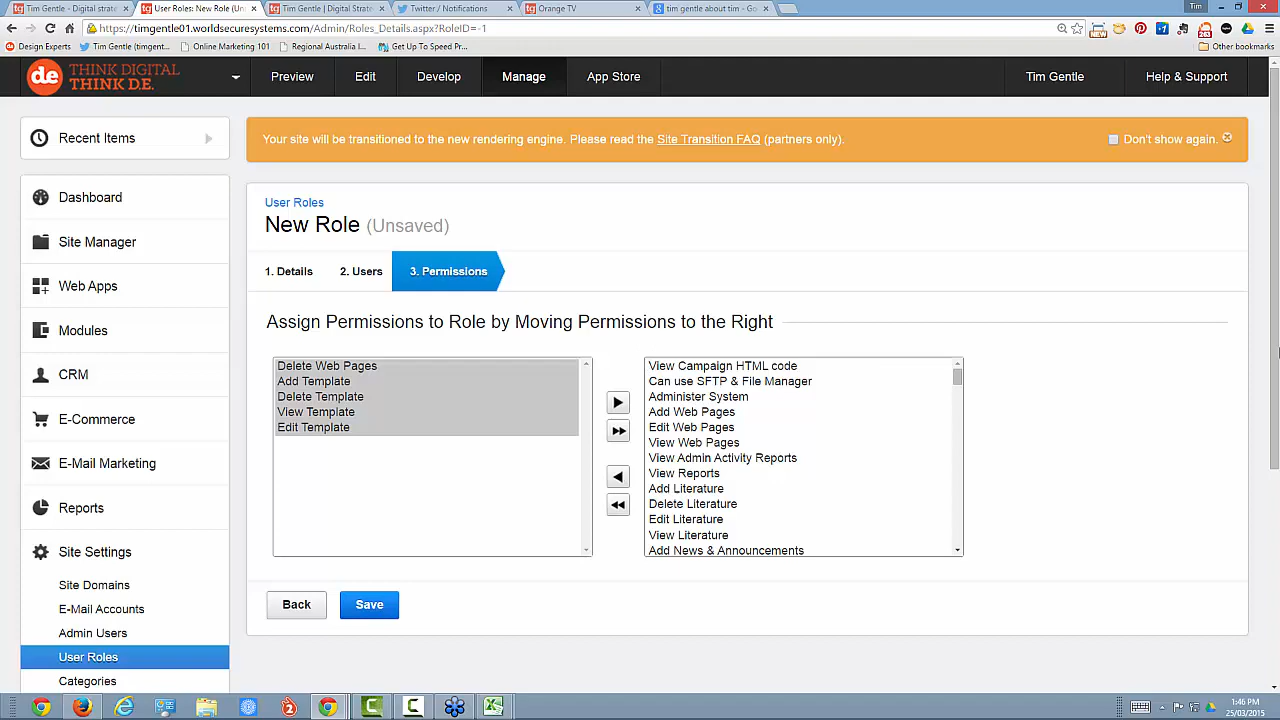 Tim Gentle - Digital strate
User Roles: New Role (Un
Tim Gentle | Digital Strate
Twitter / Notifications
Orange TV
tim gentle about tim - Go
Tim
https://timgentle01.worldsecuresystems.com/Admin/Roles_Details.aspx?RoleID=-1
Design Experts
Tim Gentle (timgent...
Online Marketing 101
Regional Australia I...
Get Up To Speed Pr...
Other bookmarks
de THINK DIGITAL
THINK D.E.
Preview
Edit
Develop
Manage
App Store
Tim Gentle
Help & Support
Recent Items
Your site will be transitioned to the new rendering engine. Please read the Site Transition FAQ (partners only).
Don't show again.
Dashboard
Site Manager
Web Apps
Modules
CRM
E-Commerce
E-Mail Marketing
Reports
Site Settings
Site Domains
E-Mail Accounts
Admin Users
User Roles
Categories
User Roles
New Role (Unsaved)
1. Details
2. Users
3. Permissions
Assign Permissions to Role by Moving Permissions to the Right
Delete Web Pages
Add Template
Delete Template
View Template
Edit Template
View Campaign HTML code
Can use SFTP & File Manager
Administer System
Add Web Pages
Edit Web Pages
View Web Pages
View Admin Activity Reports
View Reports
Add Literature
Delete Literature
Edit Literature
View Literature
Add News & Announcements
Back
Save
1:46 PM
25/03/2015